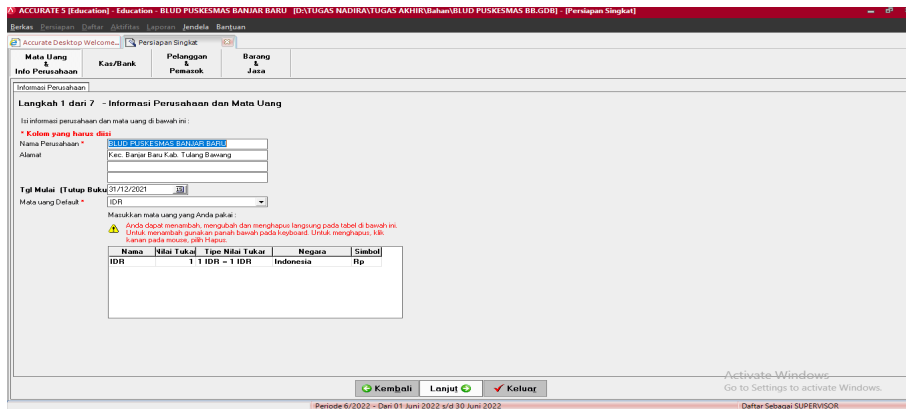 ACCURATE 5 [Education] - Education - BLUD PUSKESMAS BANJAR BARU [D:\TUGAS NADIRA\TUGAS AKHIR\Bahan\BLUD PUSKESMAS BB.GDB] - [Persiapan Singkat]
Berkas Persiapan Daftar Aktifitas Laporan Jendela Bantuan
Accurate Desktop Welcome... Persiapan Singkat
Mata Uang & Info Perusahaan
Kas/Bank
Pelanggan & Pemasok
Barang & Jasa
Informasi Perusahaan
Langkah 1 dari 7 - Informasi Perusahaan dan Mata Uang
Isi informasi perusahaan dan mata uang di bawah ini :
* Kolom yang harus diisi
Nama Perusahaan * BLUD PUSKESMAS BANJAR BARU
Alamat Kec. Banjar Baru Kab. Tulang Bawang
Tgl Mulai (Tutup Buku 31/12/2021
Mata uang Default * IDR
Masukkan mata uang yang Anda pakai :
Anda dapat menambah, mengubah dan menghapus langsung pada tabel di bawah ini.
Untuk menambah gunakan panah bawah pada keyboard. Untuk menghapus, klik
kanan pada mouse, pilih Hapus.
Nama Nilai Tukar Tipe Nilai Tukar Negara Simbol
IDR 1 1 IDR = 1 IDR Indonesia Rp
Kembali Lanjut Keluar
Activate Windows
Go to Settings to activate Windows.
Periode 6/2022 - Dari 01 Juni 2022 s/d 30 Juni 2022 Daftar Sebagai SUPERVISOR